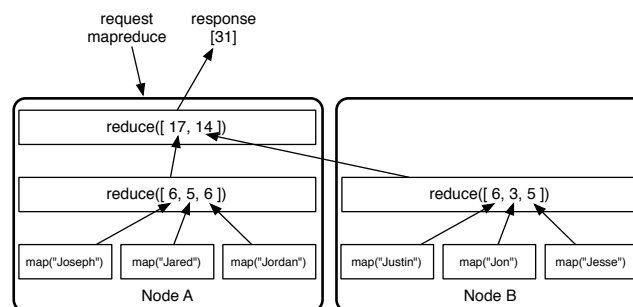 request
mapreduce
response
[31]
reduce([ 17, 14 ])
reduce([ 6, 5, 6 ])
reduce([ 6, 3, 5 ])
map("Joseph")
map("Jared")
map("Jordan")
map("Justin")
map("Jon")
map("Jesse")
Node A
Node B